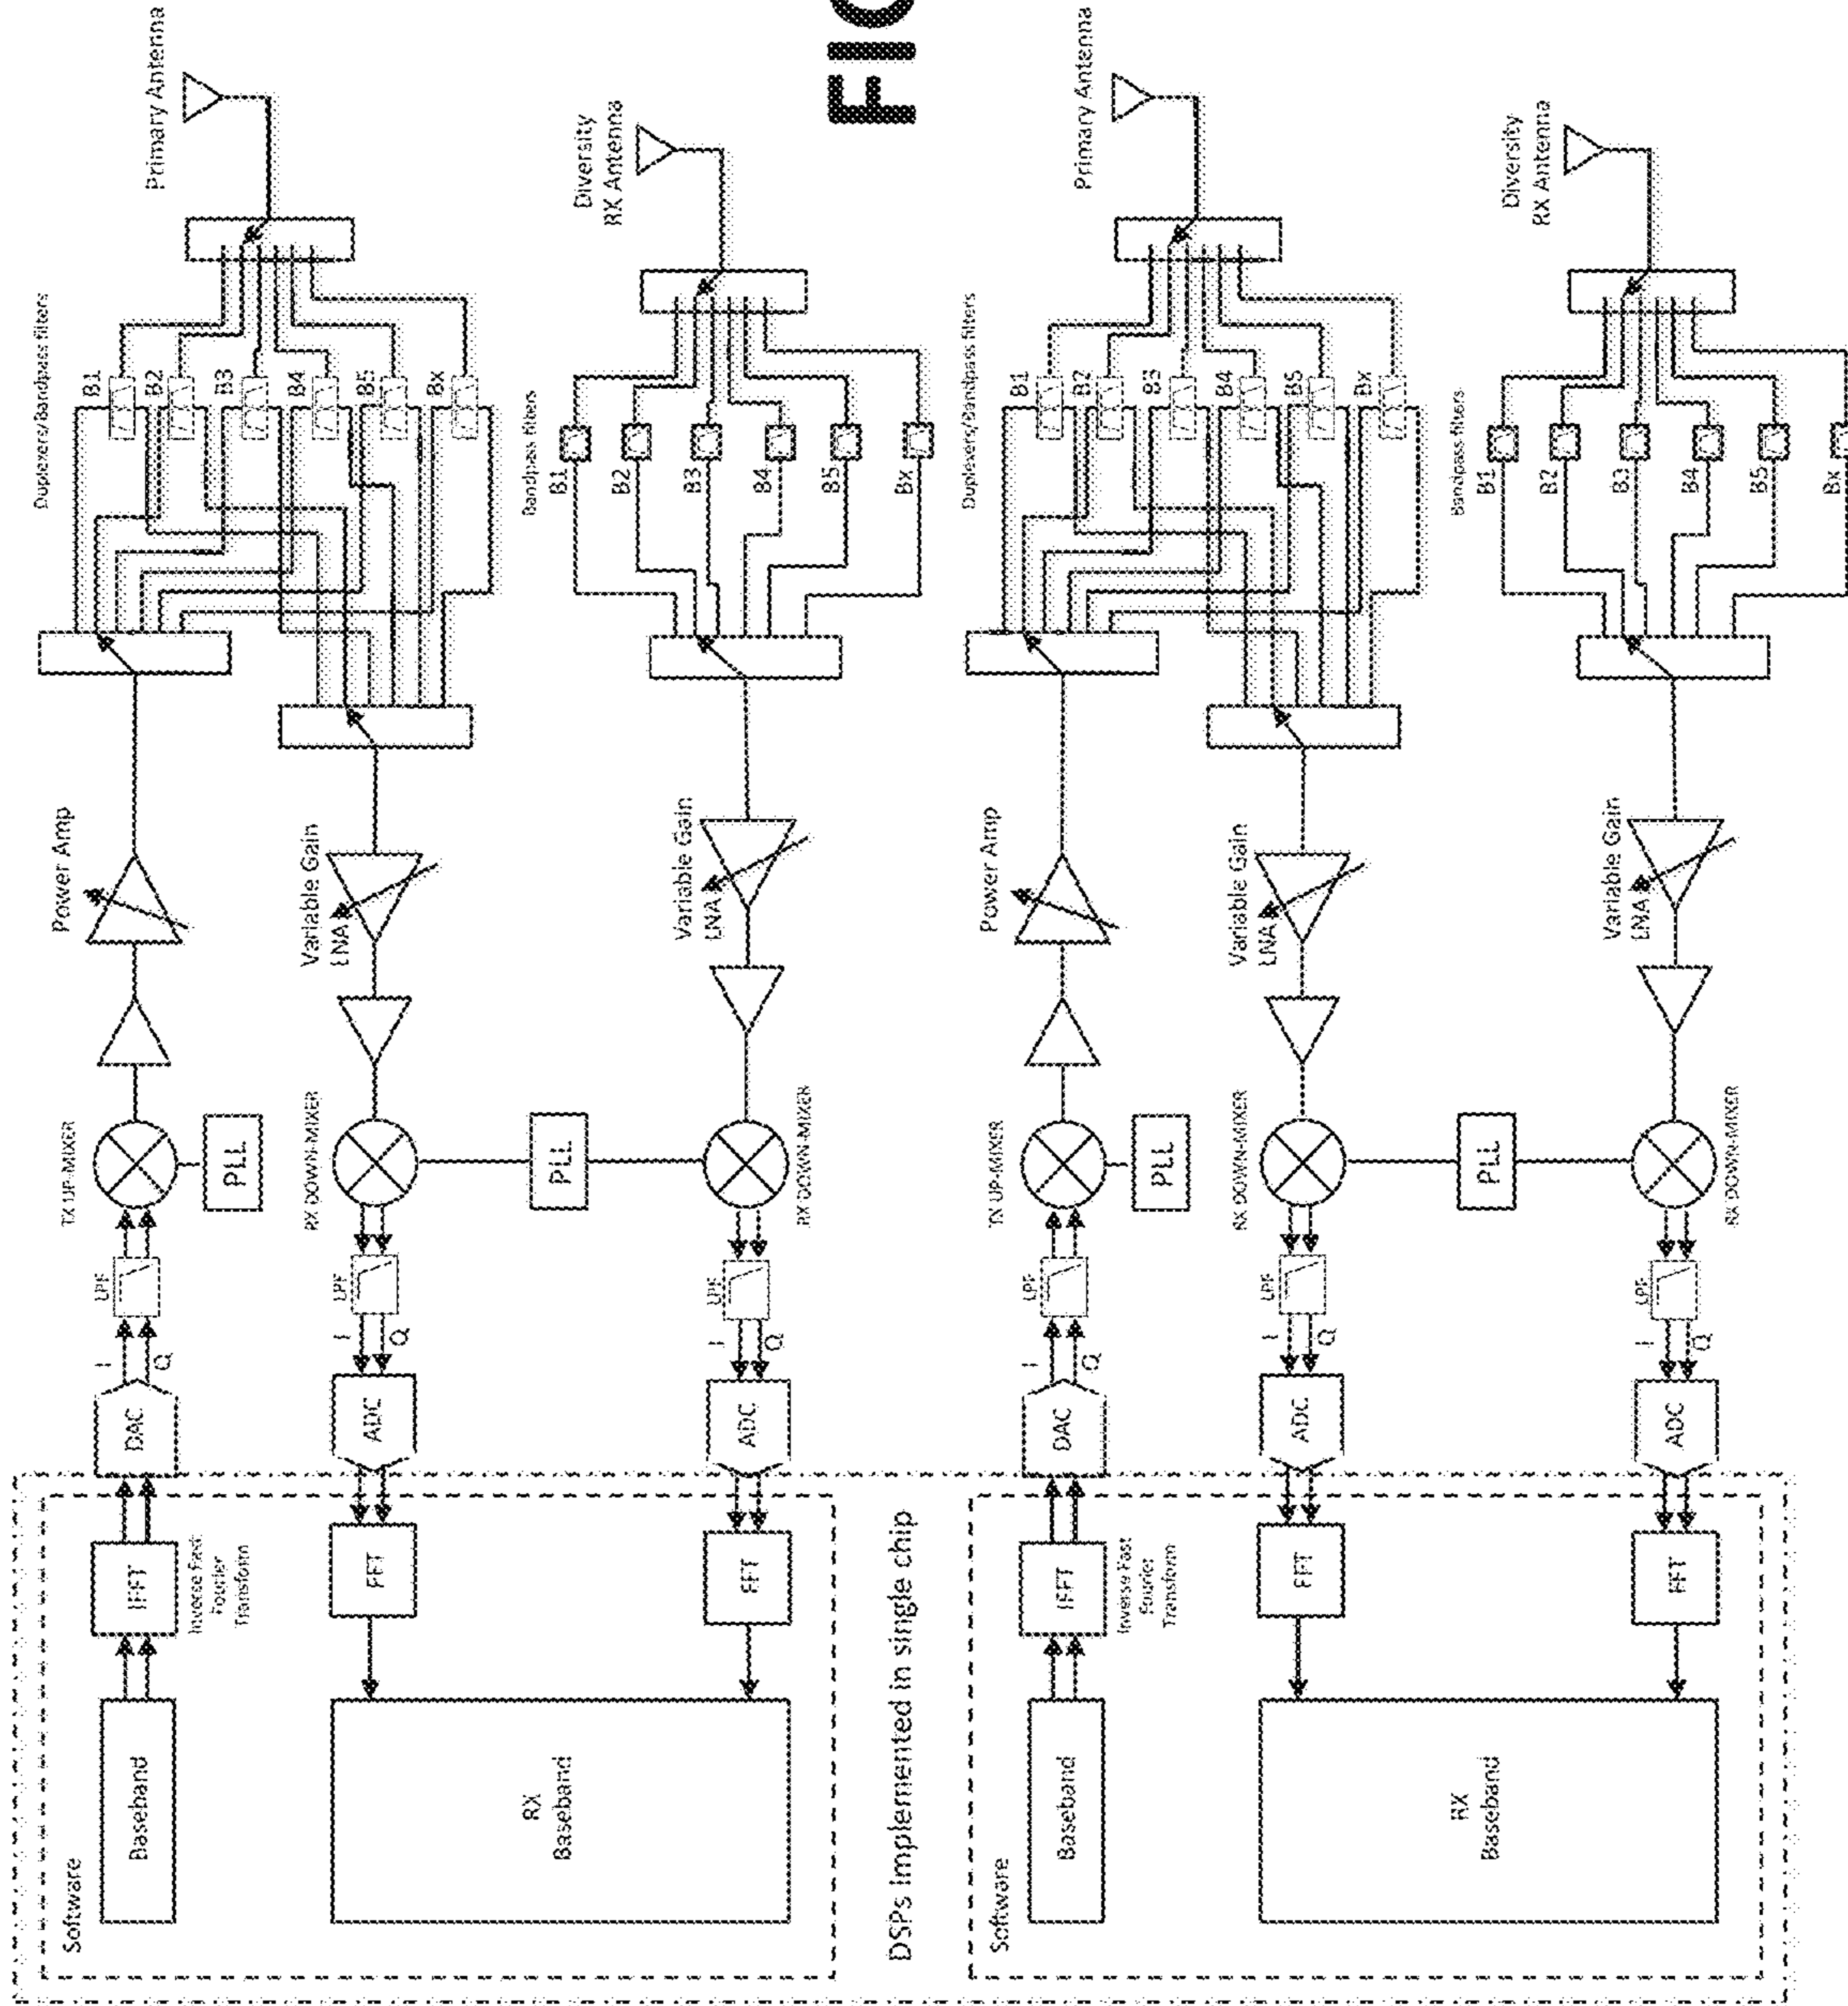 Software
Baseband
IFFT
Inverse Fast
Fourier
Transform
DAC
I
Q
LPF
TX UP-MIXER
PLL
Power Amp
Duplexers/Bandpass filters
B1
B2
B3
B4
B5
Bx
Primary Antenna
RX
Baseband
FFT
ADC
I
Q
LPF
RX DOWN-MIXER
Variable Gain
LNA
PLL
FFT
ADC
I
Q
LPF
RX DOWN-MIXER
Variable Gain
LNA
Bandpass filters
B1
B2
B3
B4
B5
Bx
Diversity
RX Antenna
DSPs Implemented in single chip
FIG
Software
Baseband
IFFT
Inverse Fast
Fourier
Transform
DAC
I
Q
LPF
TX UP-MIXER
PLL
Power Amp
Duplexers/Bandpass filters
B1
B2
B3
B4
B5
Bx
Primary Antenna
RX
Baseband
FFT
ADC
I
Q
LPF
RX DOWN-MIXER
Variable Gain
LNA
PLL
FFT
ADC
I
Q
LPF
RX DOWN-MIXER
Variable Gain
LNA
Bandpass filters
B1
B2
B3
B4
B5
Bx
Diversity
RX Antenna